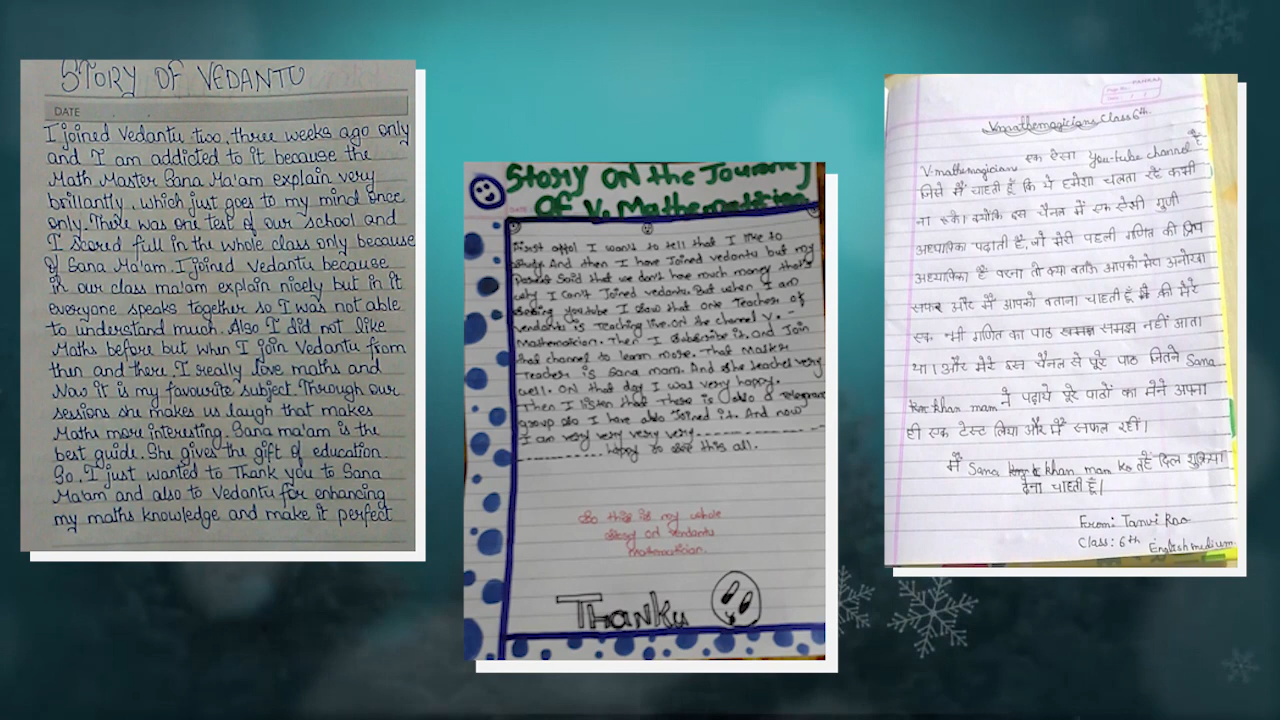 STORY OF VEDANTU
DATE
I joined Vedantu two, three weeks ago only
and I am addicted to it because the
Math Master Sana Ma'am explain very
brillantly, which just goes to my mind once
only. There was one test of our school and
I scored full in the whole class only because
of Sana Ma'am. I joined Vedantu because
in our class ma'am explain nicely but in it
everyone speaks together so I was not able
to understand much. Also I did not like
Maths before but when I join Vedantu from
then and there I really love maths and
Now it is my favourite subject. Through our
sessions she makes us laugh that makes
Maths more interesting. Sana ma'am is the
best guide. She gives the gift of education.
So, I just wanted to Thank you to Sana
Ma'am and also to Vedantu for enhancing
my maths knowledge and make it perfect
Story ON the Journey
OF V. Mathematician
First appol I want to tell that I like to
study. And then I have Joined vedantu but my
Parent Said that we don't have much money that's
why I can't Joined vedantu. But when I am
seeing youtube I Saw that one Teacher of
vendantu is Teaching live. on the channel V. -
Mathematician. Then I Subscribe it. And Join
that channel to learn more. That Master
Teacher is Sana mam. And she teaches very
well. On that day I was very happy.
Then I listen that There is also a Telegram
group so I have also Joined it. And now
I am very very very very
happy to see this all.
So this is my whole
story on Vendantu
Mathematician.
Thanku
Vmanthemagicians Class 6th.
V mathemagician एक ऐसा You-tube channel है
जिसे मैं चाहती हूँ कि ये हमेशा चलता रहे कभी
ना रूके। क्योंकि इस चैनल में एक ऐसी गुणी
अध्यापिका पढ़ाती है, जो मेरी पहली गणित की प्रिय
अध्यापिका है पता तो क्या बताऊँ आपको मेरा अनोखा
सफर और मैं आपको बताना चाहती हूँ की मेरे
एक भी गणित का पाठ समझ नहीं आता
था। और मेरे इस चैनल से पूरे पाठ जितने Sana
khan mam ने पढ़ाये पूरे पाठों का मैंने अपना
ही एक टेस्ट लिया और मैं सफल रही।
मैं Sana khan mam को तहे दिल शुक्रिया
देना चाहती हूँ।
From: Tanvi Rao
Class: 6th
English medium.